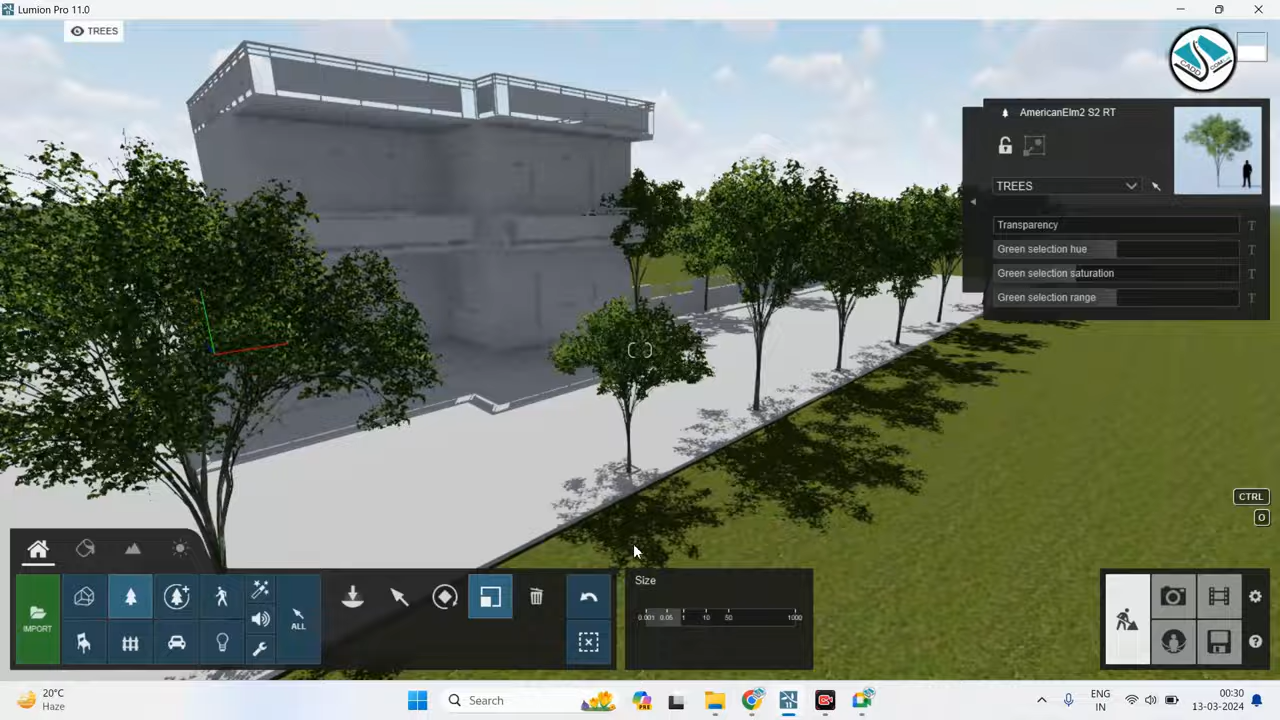 Lumion Pro 11.0
TREES
CADD
AmericanElm2 S2 RT
TREES
Transparency
T
Green selection hue
T
Green selection saturation
T
Green selection range
T
CTRL
O
IMPORT
ALL
Size
0.001 0.05 1 10 50 1000
?
20°C
Haze
Search
PRE
ENG
IN
00:30
13-03-2024